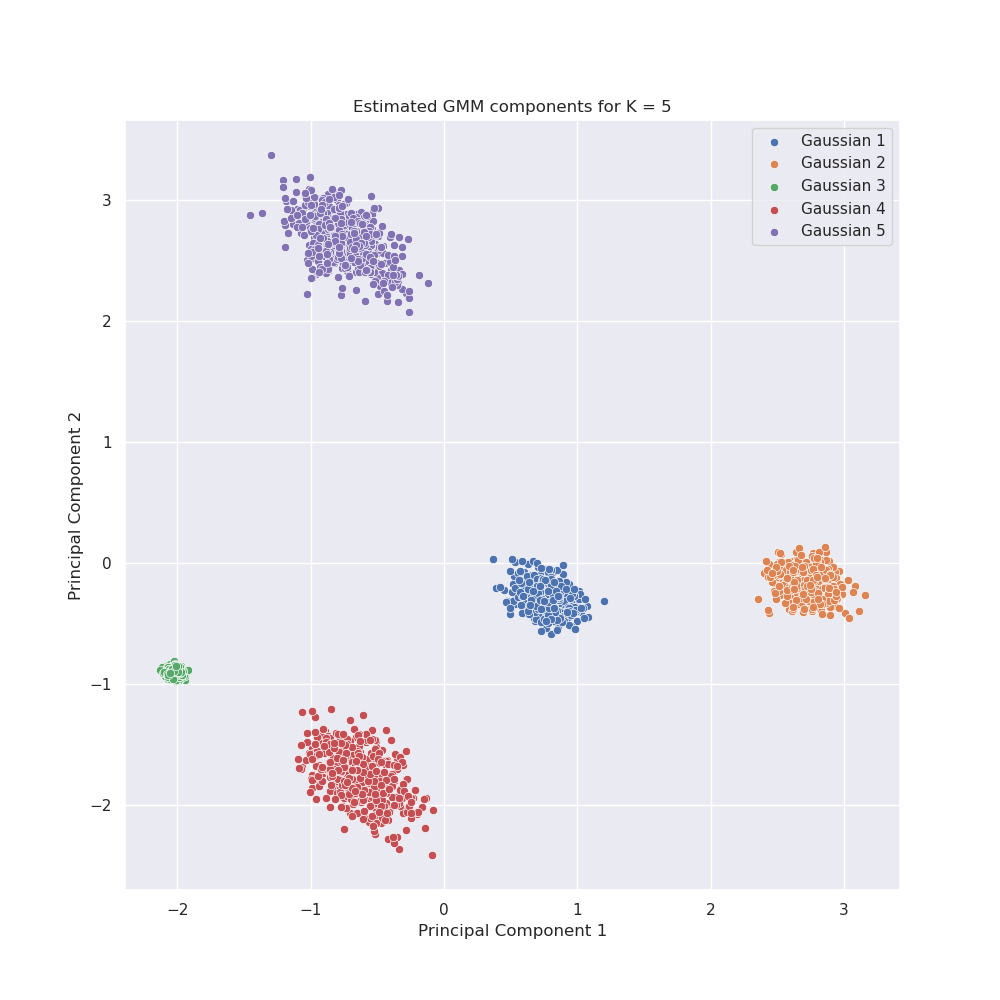 Estimated GMM components for K = 5
Gaussian 1
Gaussian 2
Gaussian 3
Gaussian 4
Gaussian 5
3
2
1
0
−1
−2
Principal Component 2
−2 −1 0 1 2 3
Principal Component 1